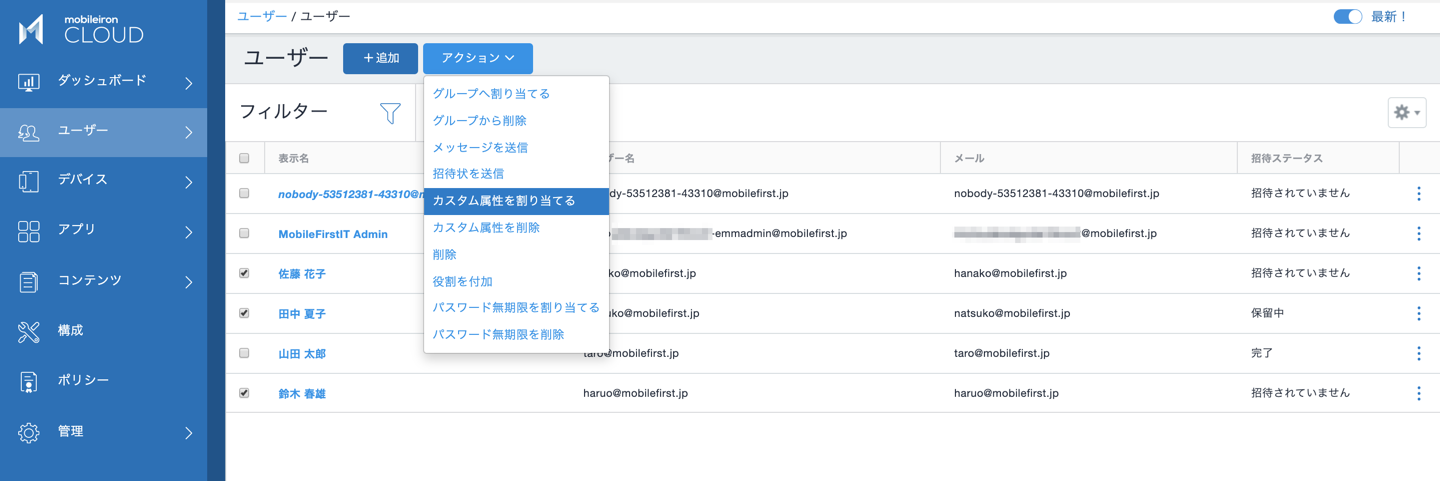 mobileiron
CLOUD
ダッシュボード
ユーザー
デバイス
アプリ
コンテンツ
構成
ポリシー
管理
ユーザー / ユーザー
最新！
ユーザー
＋追加
アクション
グループへ割り当てる
グループから削除
メッセージを送信
招待状を送信
カスタム属性を割り当てる
カスタム属性を削除
削除
役割を付加
パスワード無期限を割り当てる
パスワード無期限を削除
フィルター
表示名 ザー名 メール 招待ステータス
nobody-53512381-43310@ dy-53512381-43310@mobilefirst.jp nobody-53512381-43310@mobilefirst.jp 招待されていません
MobileFirstIT Admin -emmadmin@mobilefirst.jp @mobilefirst.jp 招待されていません
佐藤 花子 ko@mobilefirst.jp hanako@mobilefirst.jp 招待されていません
田中 夏子 suko@mobilefirst.jp natsuko@mobilefirst.jp 保留中
山田 太郎 taro@mobilefirst.jp taro@mobilefirst.jp 完了
鈴木 春雄 haruo@mobilefirst.jp haruo@mobilefirst.jp 招待されていません